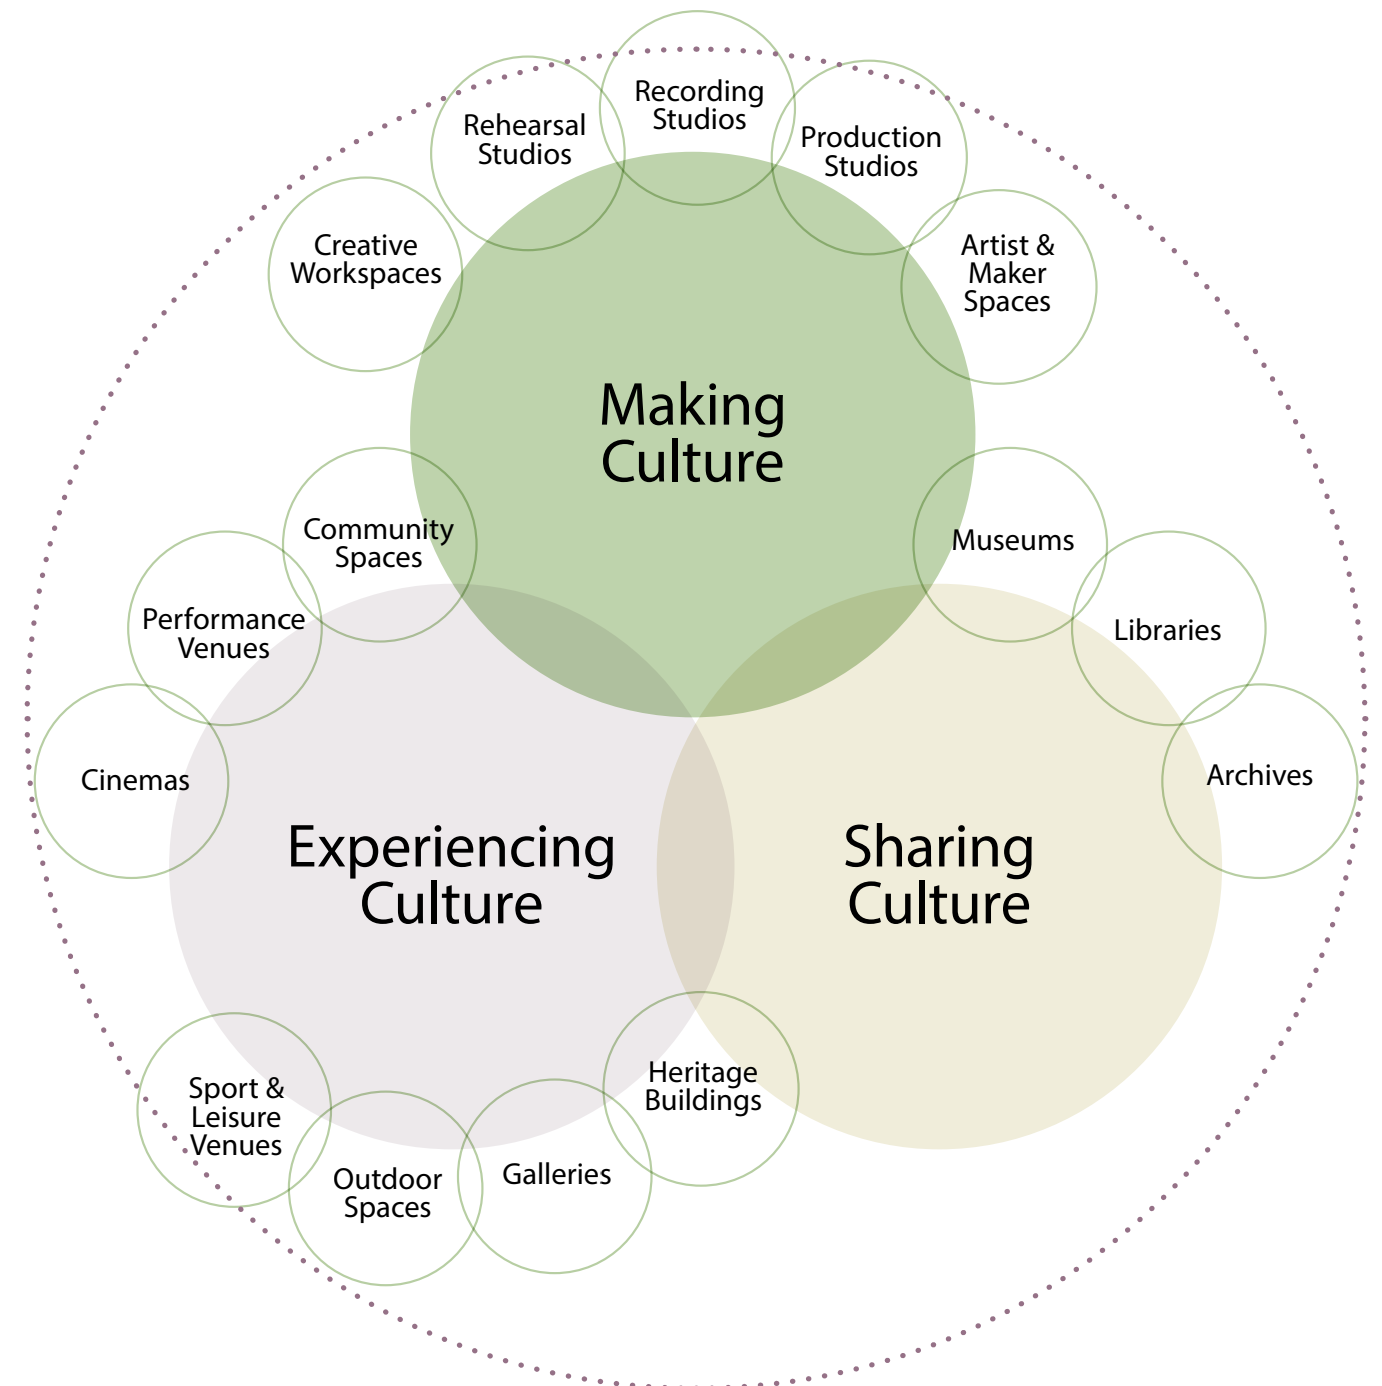 Recording
Studios
Rehearsal
Studios
Production
Studios
Creative
Workspaces
Artist &
Maker
Spaces
Making
Culture
Community
Spaces
Museums
Performance
Venues
Libraries
Cinemas
Archives
Experiencing
Culture
Sharing
Culture
Heritage
Buildings
Sport &
Leisure
Venues
Outdoor
Spaces
Galleries